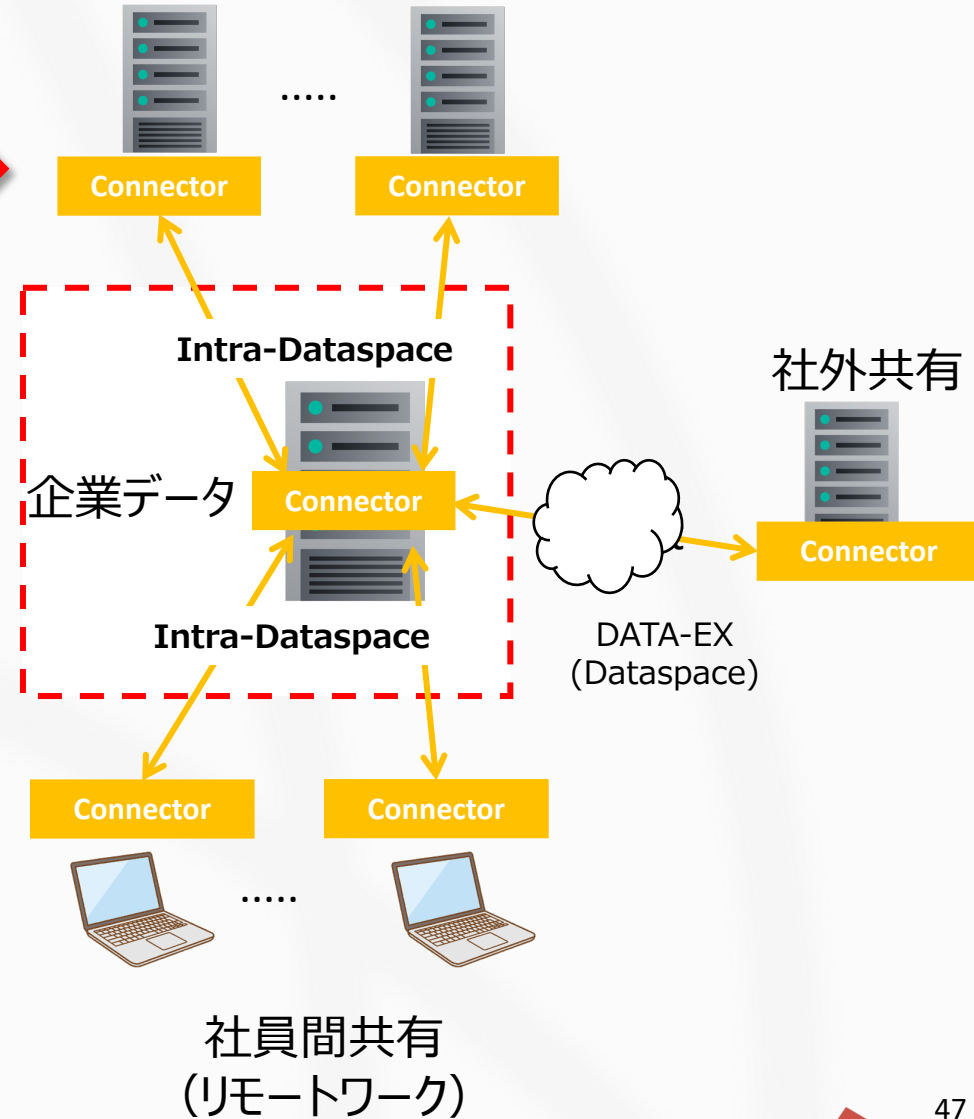 .....
Connector
Connector
Intra-Dataspace
社外共有
企業データ
Connector
Connector
Intra-Dataspace
DATA-EX
(Dataspace)
Connector
Connector
.....
社員間共有
(リモートワーク)
47